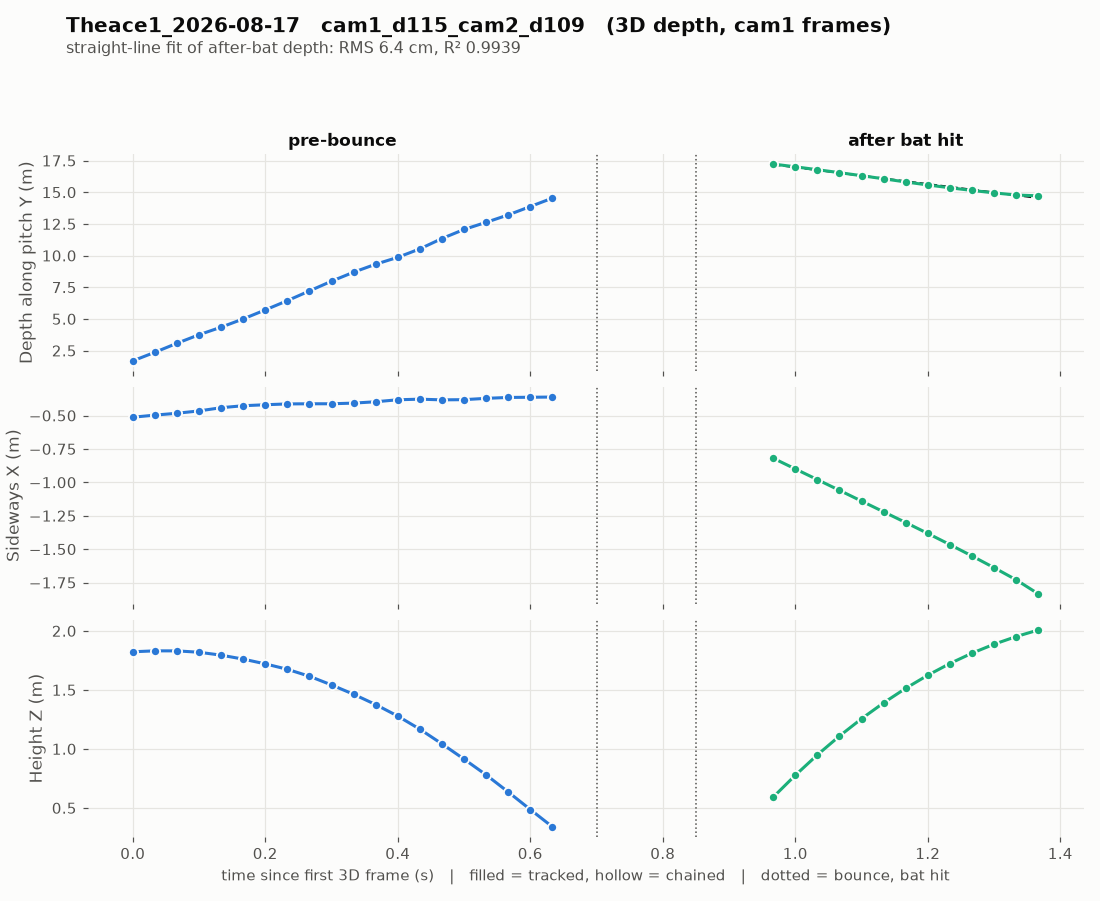 Theace1_2026-08-17   cam1_d115_cam2_d109   (3D depth, cam1 frames)
straight-line fit of after-bat depth: RMS 6.4 cm, R² 0.9939
pre-bounce
after bat hit
Depth along pitch Y (m)
17.5
15.0
12.5
10.0
7.5
5.0
2.5
Sideways X (m)
−0.50
−0.75
−1.00
−1.25
−1.50
−1.75
Height Z (m)
2.0
1.5
1.0
0.5
0.0 0.2 0.4 0.6 0.8 1.0 1.2 1.4
time since first 3D frame (s)   |   filled = tracked, hollow = chained   |   dotted = bounce, bat hit